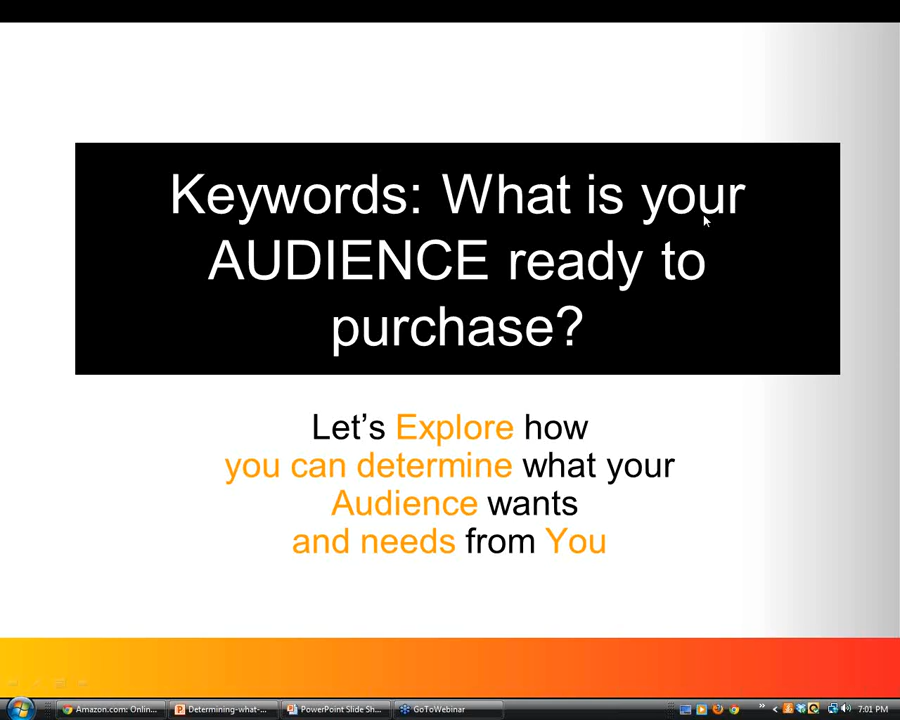 Keywords: What is your
AUDIENCE ready to
purchase?
Let's Explore how
you can determine what your
Audience wants
and needs from You
Amazon.com: Onlin...
Determining-what-...
PowerPoint Slide Sh...
GoToWebinar
7:01 PM